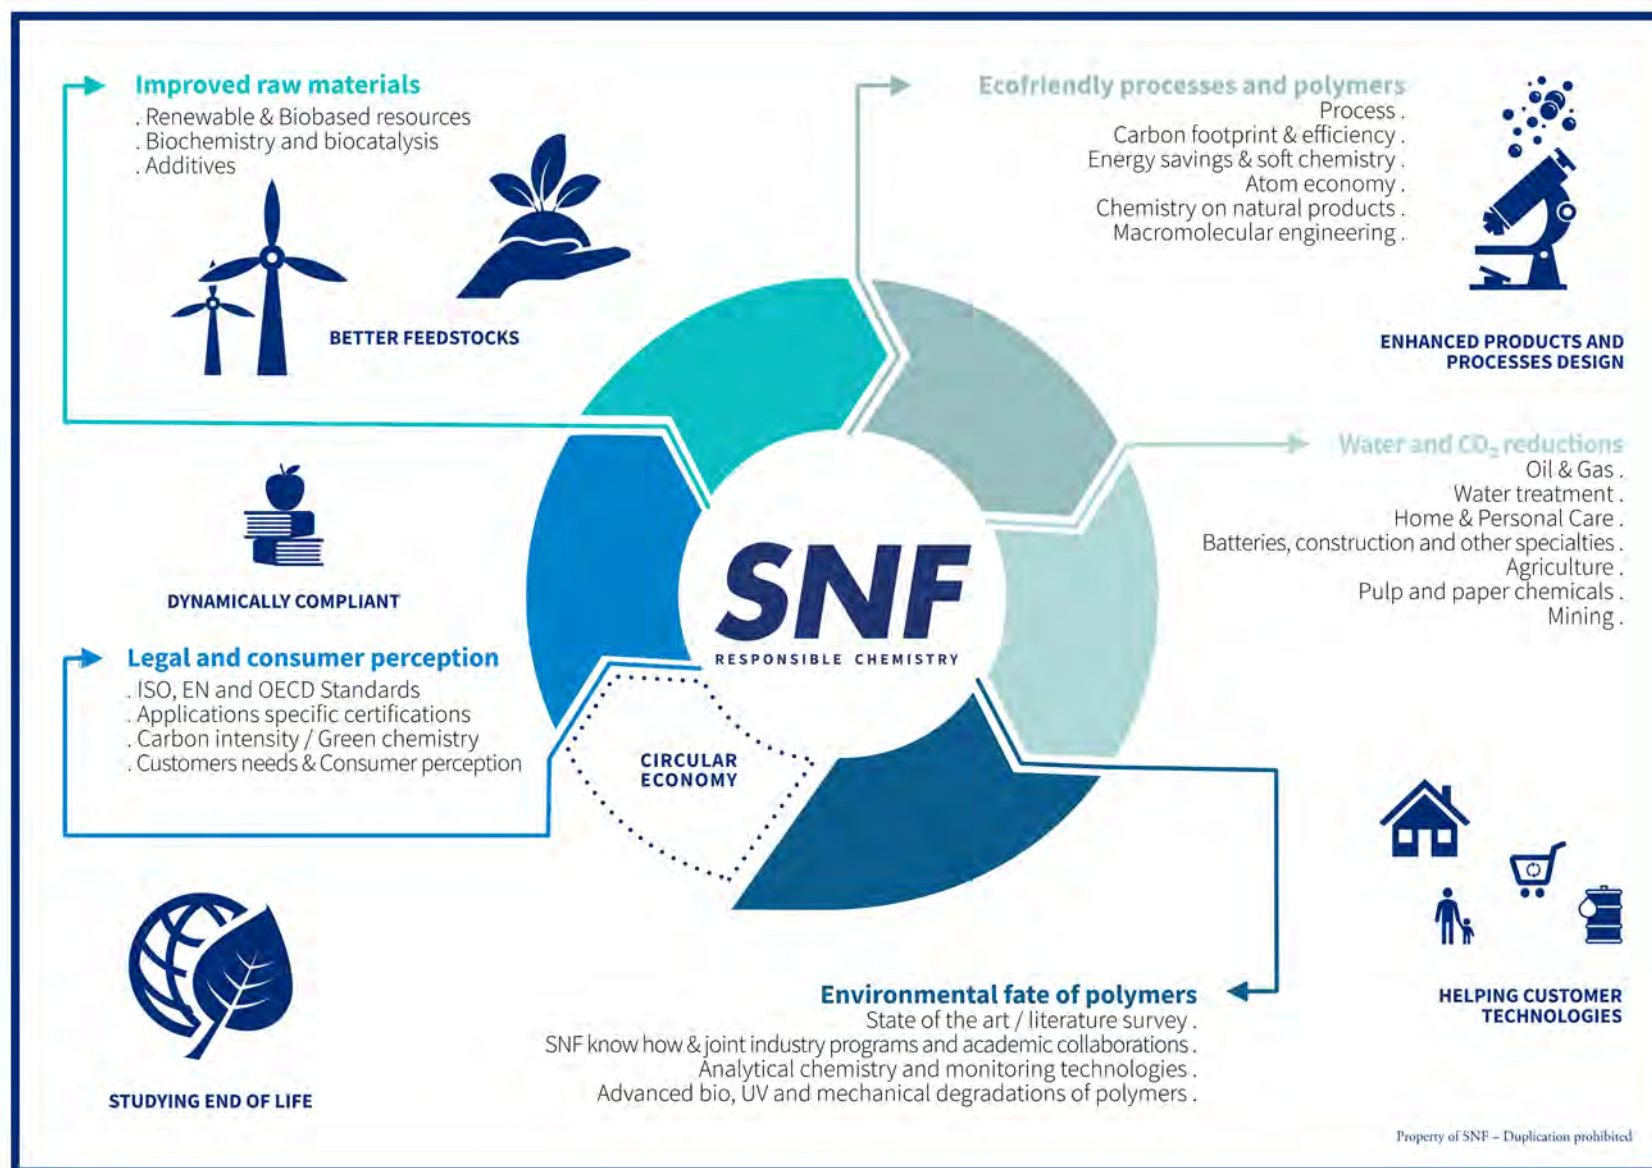 Improved raw materials
. Renewable & Biobased resources
. Biochemistry and biocatalysis
. Additives
BETTER FEEDSTOCKS
Ecofriendly processes and polymers
Process .
Carbon footprint & efficiency .
Energy savings & soft chemistry .
Atom economy .
Chemistry on natural products .
Macromolecular engineering .
ENHANCED PRODUCTS AND
PROCESSES DESIGN
Water and CO₂ reductions
Oil & Gas .
Water treatment .
Home & Personal Care .
Batteries, construction and other specialties .
Agriculture .
Pulp and paper chemicals .
Mining .
DYNAMICALLY COMPLIANT
Legal and consumer perception
. ISO, EN and OECD Standards
. Applications specific certifications
. Carbon intensity / Green chemistry
. Customers needs & Consumer perception
SNF
RESPONSIBLE CHEMISTRY
CIRCULAR
ECONOMY
HELPING CUSTOMER
TECHNOLOGIES
Environmental fate of polymers
State of the art / literature survey .
SNF know how & joint industry programs and academic collaborations .
Analytical chemistry and monitoring technologies .
Advanced bio, UV and mechanical degradations of polymers .
STUDYING END OF LIFE
Property of SNF – Duplication prohibited